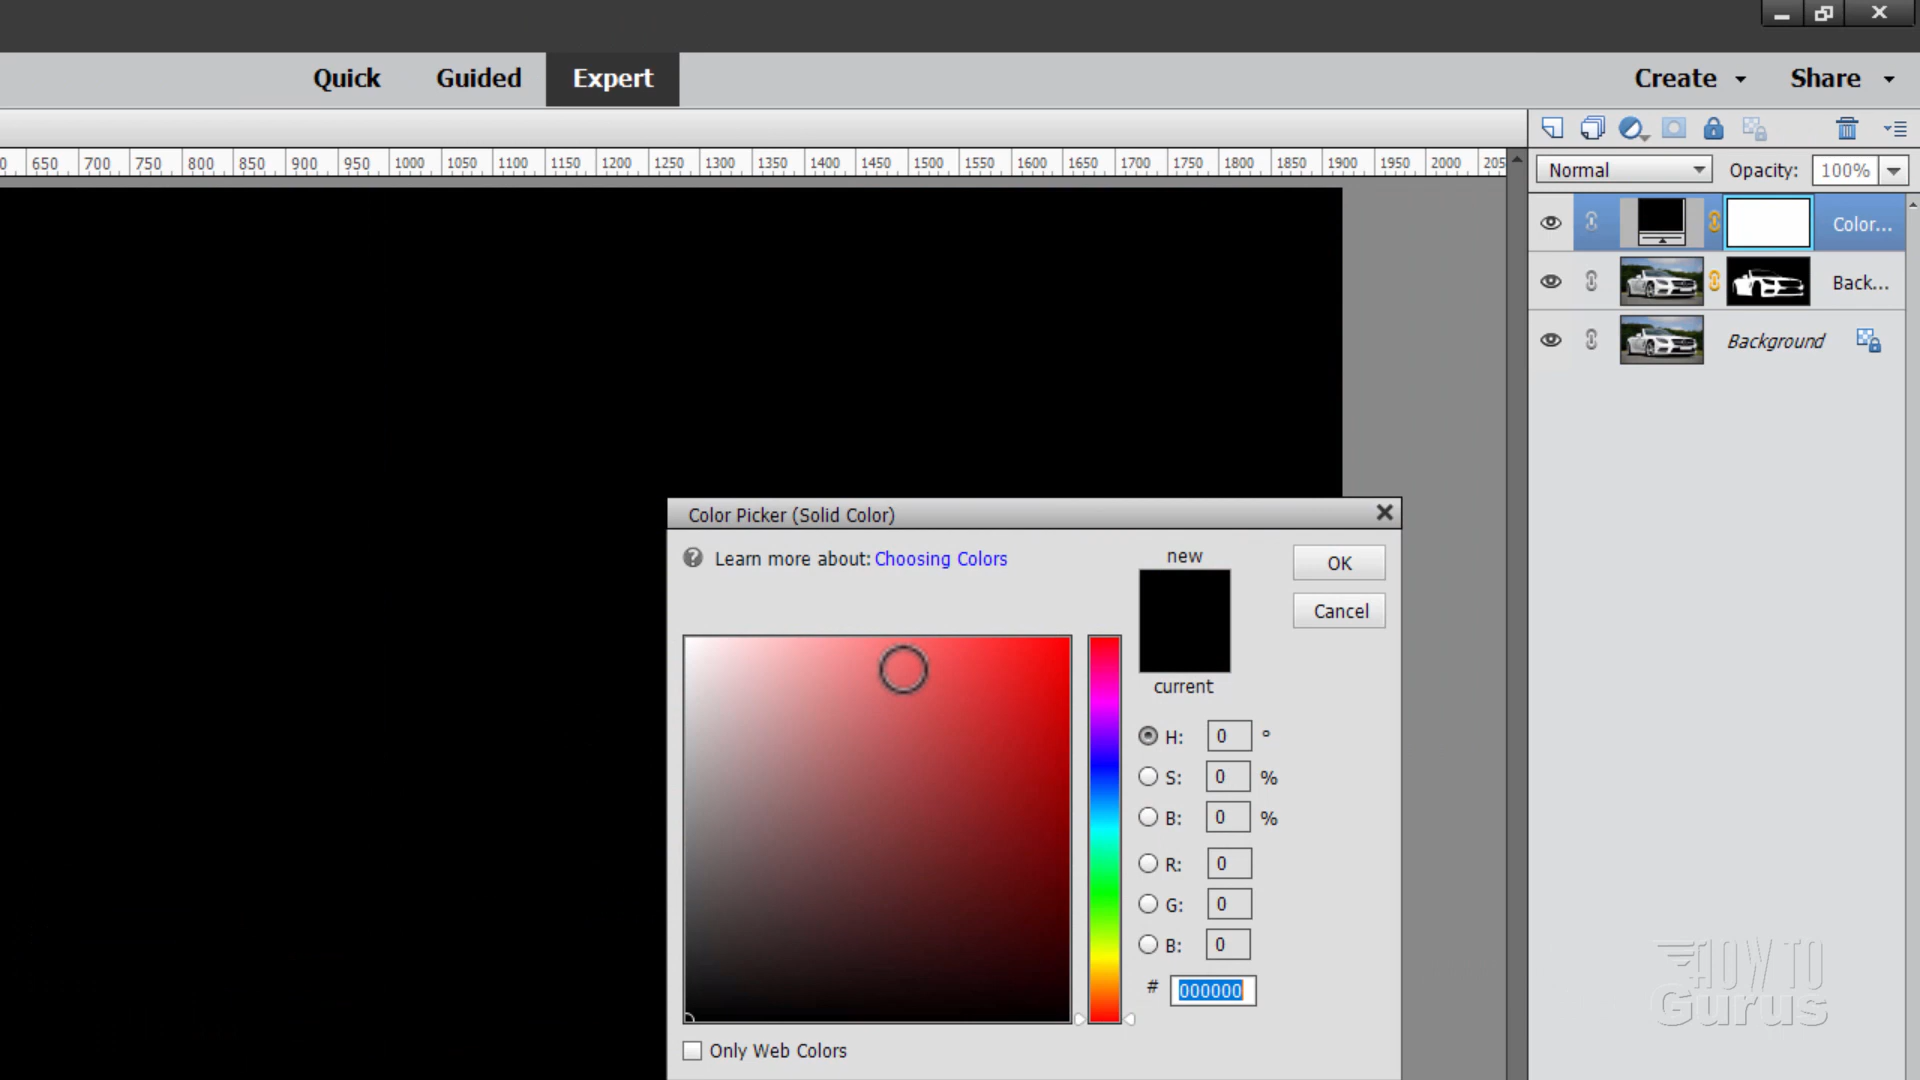 Quick Guided Expert Create Share
650 700 750 800 850 900 950 1000 1050 1100 1150 1200 1250 1300 1350 1400 1450 1500 1550 1600 1650 1700 1750 1800 1850 1900 1950 2000 205
Normal Opacity: 100%
Color...
Back...
Background
Color Picker (Solid Color)
? Learn more about: Choosing Colors
new
OK
Cancel
current
H: 0 °
S: 0 %
B: 0 %
R: 0
G: 0
B: 0
# 000000
Only Web Colors
HOW TO
Gurus